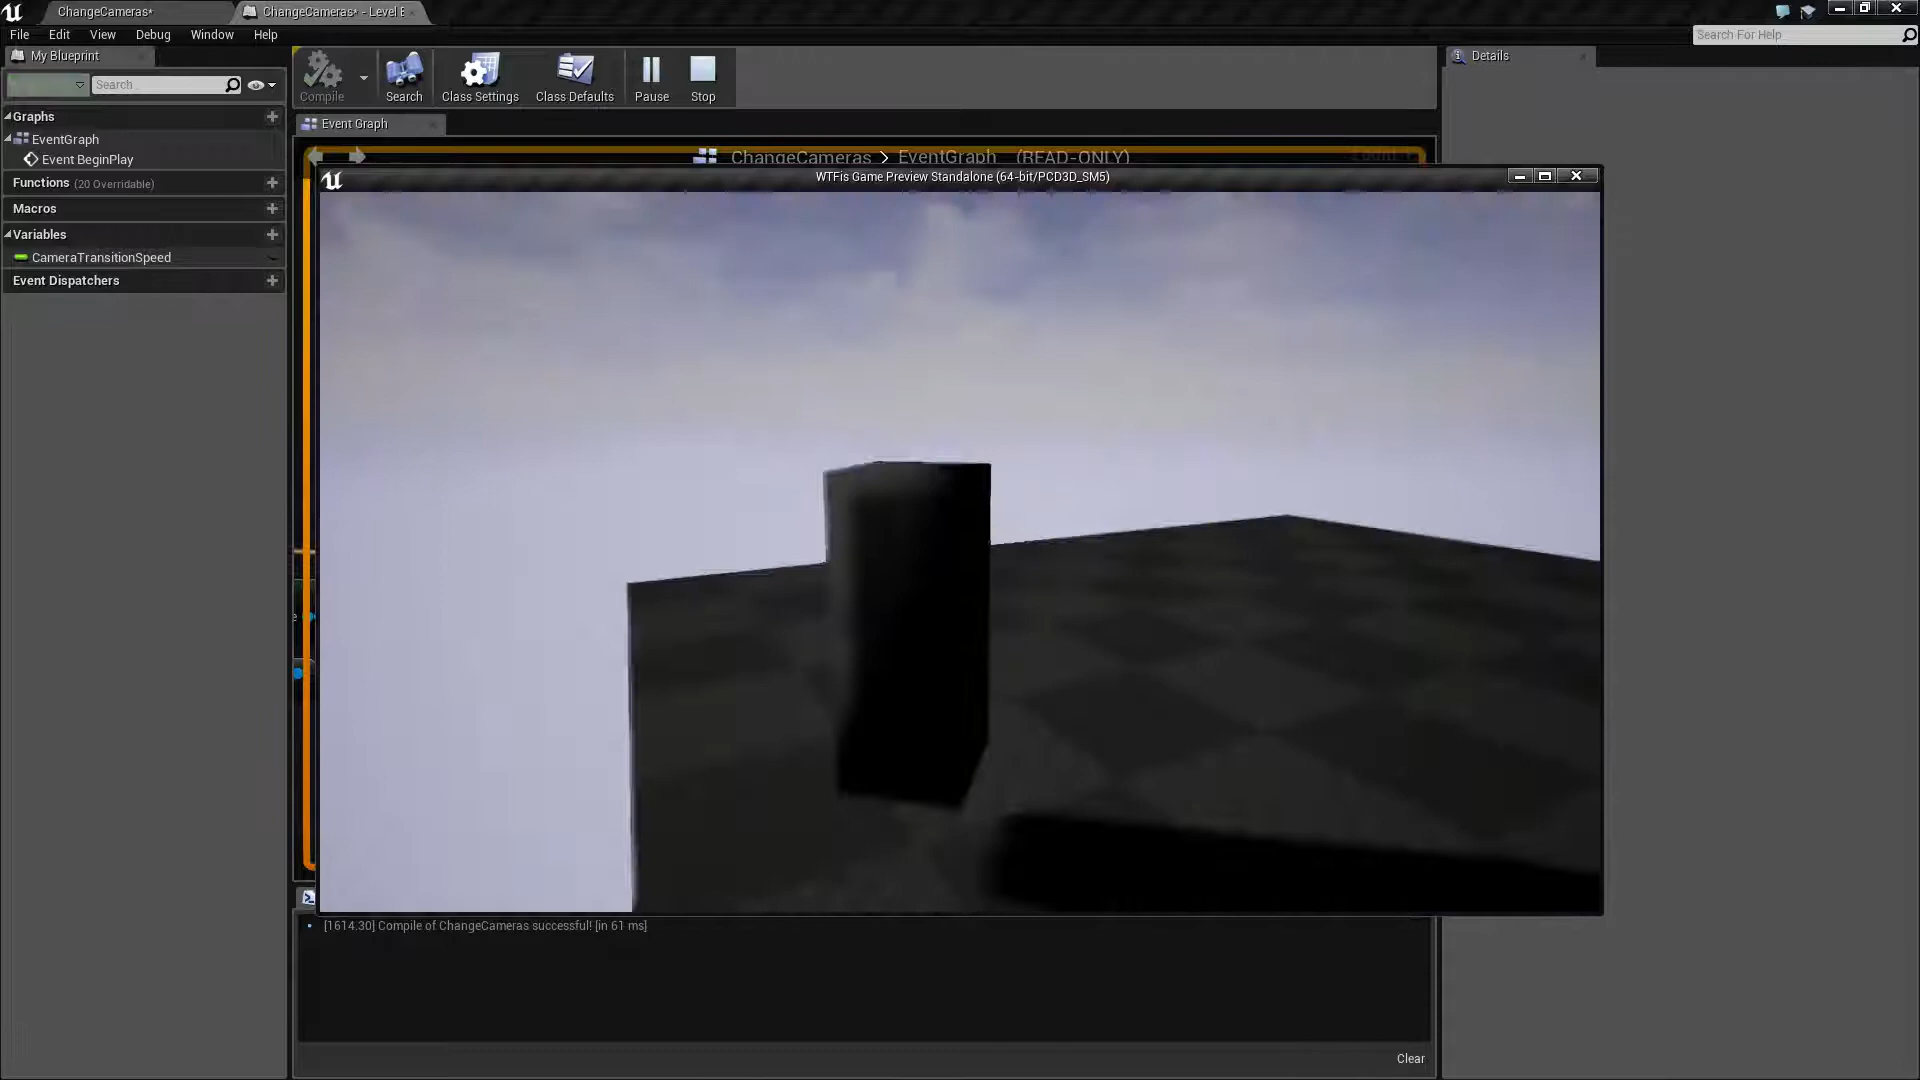 ChangeCameras*
ChangeCameras* - Level
File Edit View Debug Window Help
Search For Help
My Blueprint
Search
Graphs
EventGraph
Event BeginPlay
Functions (20 Overridable)
Macros
Variables
CameraTransitionSpeed
Event Dispatchers
Compile
Search
Class Settings
Class Defaults
Pause
Stop
Details
Event Graph
ChangeCameras > EventGraph (READ-ONLY)
WTFis Game Preview Standalone (64-bit/PCD3D_SM5)
[1614.30] Compile of ChangeCameras successful! [in 61 ms]
Clear